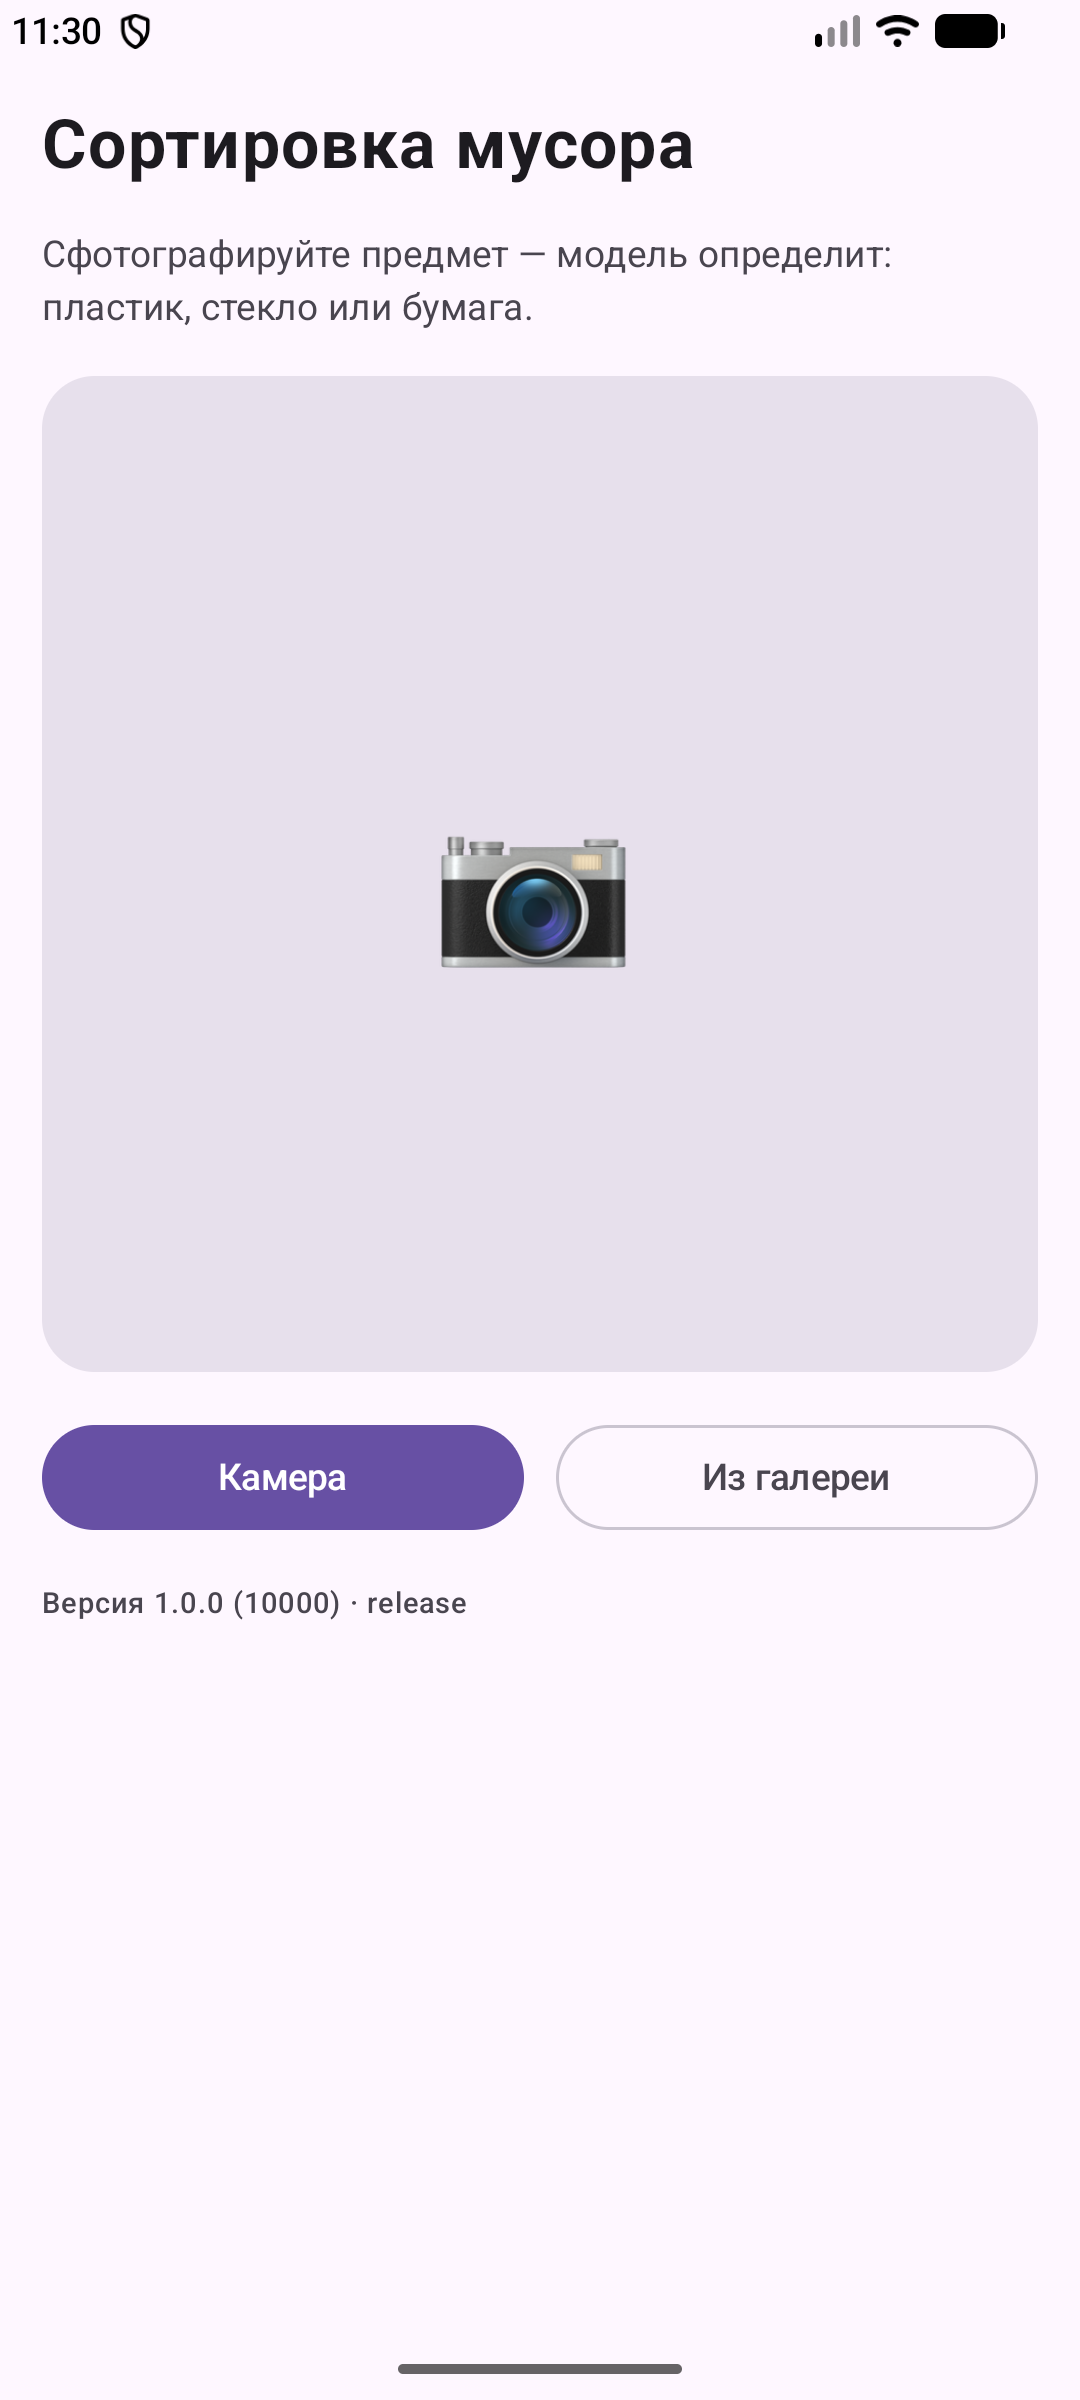 11:30
Сортировка мусора
Сфотографируйте предмет — модель определит:
пластик, стекло или бумага.
Камера
Из галереи
Версия 1.0.0 (10000) · release